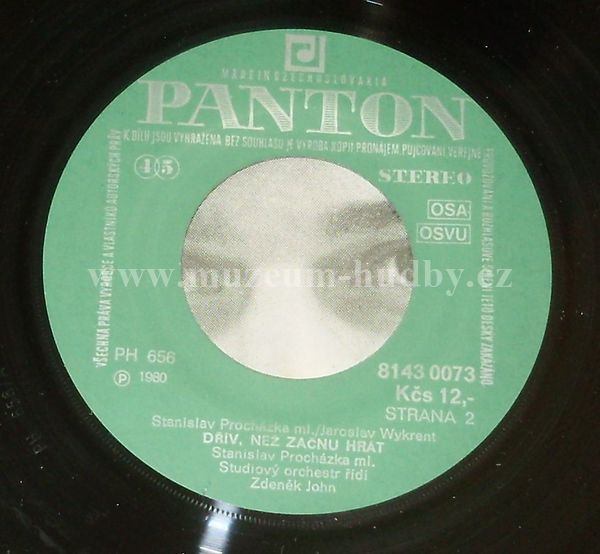 MADE IN CZECHOSLOVAKIA
PANTON
VŠECHNA PRÁVA VÝROBCE A VLASTNÍKŮ AUTORSKÝCH PRÁV
K DÍLU JSOU VYHRAZENA. BEZ SOUHLASU JE VÝROBA KOPIÍ PRONÁJEM, PŮJČOVÁNÍ VEŘEJNÉ
PROVOZOVÁNÍ A ROZHLASOVÉ VYSÍLÁNÍ TÉTO DESKY ZAKÁZÁNO
45
STEREO
OSA
OSVU
www.muzeum-hudby.cz
PH 656
℗ 1980
8143 0073
Kčs 12,-
STRANA 2
Stanislav Procházka ml./Jaroslav Wykrent
DŘÍV, NEŽ ZAČNU HRÁT
Stanislav Procházka ml.
Studiový orchestr řídí
Zdeněk John